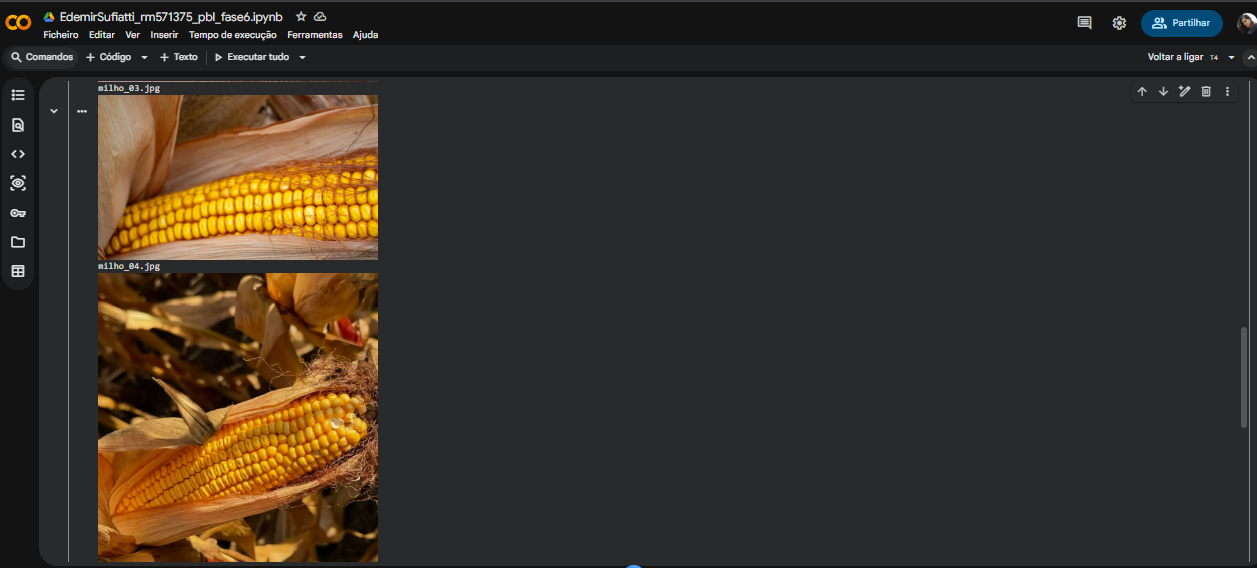 EdemirSufiatti_rm571375_pbl_fase6.ipynb
Ficheiro Editar Ver Inserir Tempo de execução Ferramentas Ajuda
Partilhar
Comandos + Código + Texto Executar tudo
Voltar a ligar T4
milho_03.jpg
milho_04.jpg